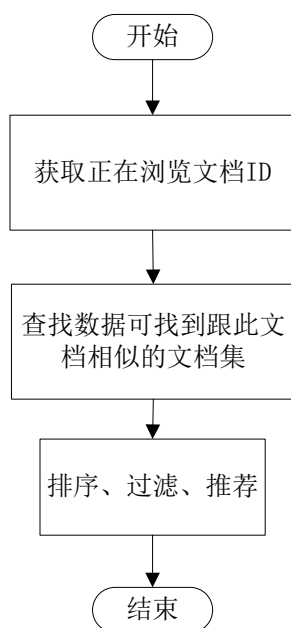 开始
获取正在浏览文档ID
查找数据可找到跟此文
档相似的文档集
排序、过滤、推荐
结束